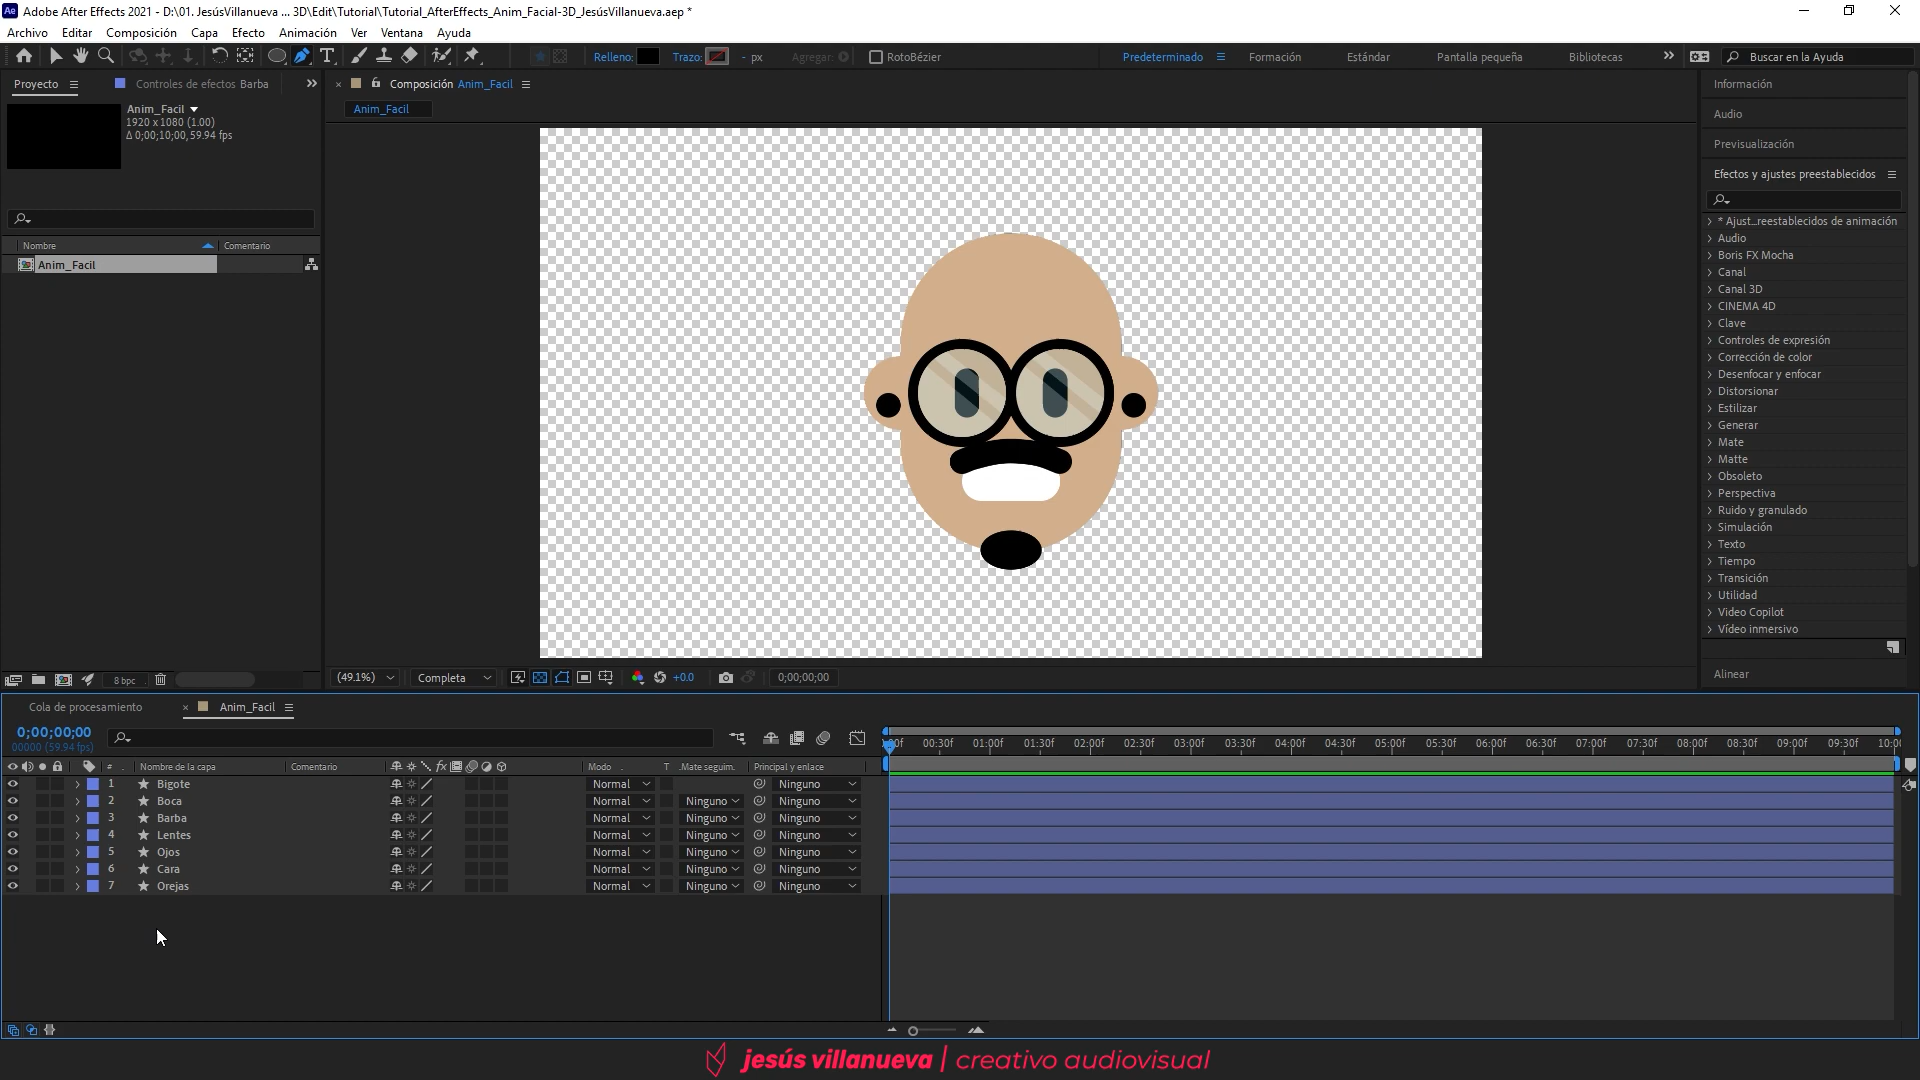 Adobe After Effects 2021 - D:\01. JesúsVillanueva ... 3D\Edit\Tutorial\Tutorial_AfterEffects_Anim_Facial-3D_JesúsVillanueva.aep *
Archivo Editar Composición Capa Efecto Animación Ver Ventana Ayuda
Relleno: Trazo: - px Agregar: RotoBézier Predeterminado Formación Estándar Pantalla pequeña Bibliotecas Buscar en la Ayuda
Proyecto Controles de efectos Barba
Anim_Facil
1920 x 1080 (1.00)
Δ 0;00;10;00, 59.94 fps
Nombre Comentario
Anim_Facil
8 bpc
Composición Anim_Facil
Anim_Facil
(49.1%) Completa +0.0 0;00;00;00
Información
Audio
Previsualización
Efectos y ajustes preestablecidos
* Ajust...reestablecidos de animación
Audio
Boris FX Mocha
Canal
Canal 3D
CINEMA 4D
Clave
Controles de expresión
Corrección de color
Desenfocar y enfocar
Distorsionar
Estilizar
Generar
Mate
Matte
Obsoleto
Perspectiva
Ruido y granulado
Simulación
Texto
Tiempo
Transición
Utilidad
Video Copilot
Vídeo inmersivo
Alinear
Cola de procesamiento Anim_Facil
0;00;00;00
00000 (59.94 fps)
00:30f 01:00f 01:30f 02:00f 02:30f 03:00f 03:30f 04:00f 04:30f 05:00f 05:30f 06:00f 06:30f 07:00f 07:30f 08:00f 08:30f 09:00f 09:30f
# Nombre de la capa Comentario fx Modo T .Mate seguim. Principal y enlace
1 Bigote Normal Ninguno
2 Boca Normal Ninguno Ninguno
3 Barba Normal Ninguno Ninguno
4 Lentes Normal Ninguno Ninguno
5 Ojos Normal Ninguno Ninguno
6 Cara Normal Ninguno Ninguno
7 Orejas Normal Ninguno Ninguno
jesús villanueva | creativo audiovisual